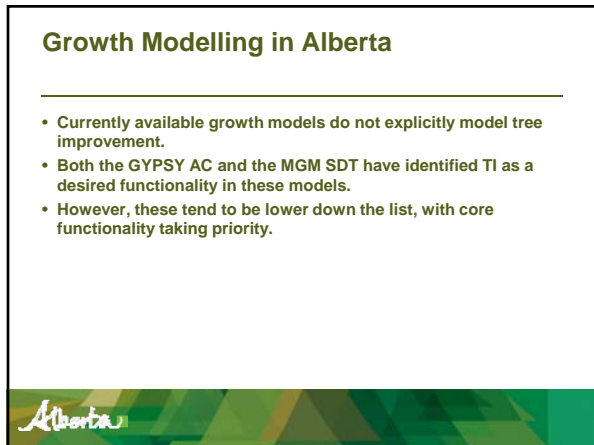 Growth Modelling in Alberta
• Currently available growth models do not explicitly model tree
improvement.
• Both the GYPSY AC and the MGM SDT have identified TI as a
desired functionality in these models.
• However, these tend to be lower down the list, with core
functionality taking priority.
Alberta